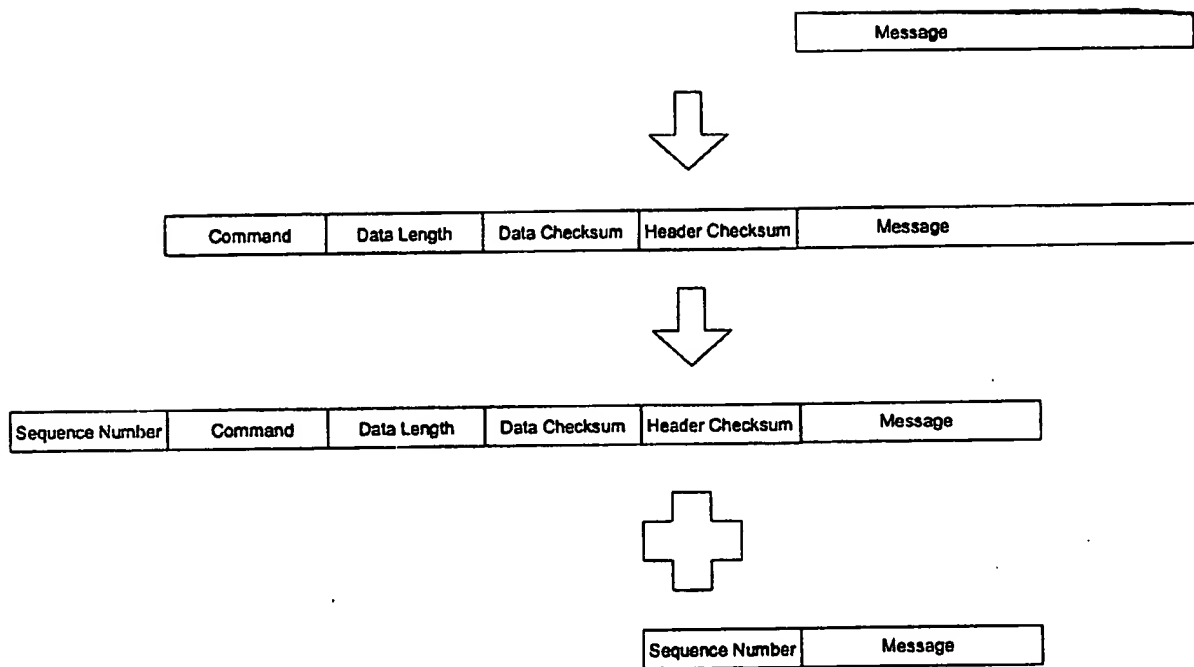 Message
Command Data Length Data Checksum Header Checksum Message
Sequence Number Command Data Length Data Checksum Header Checksum Message
Sequence Number Message